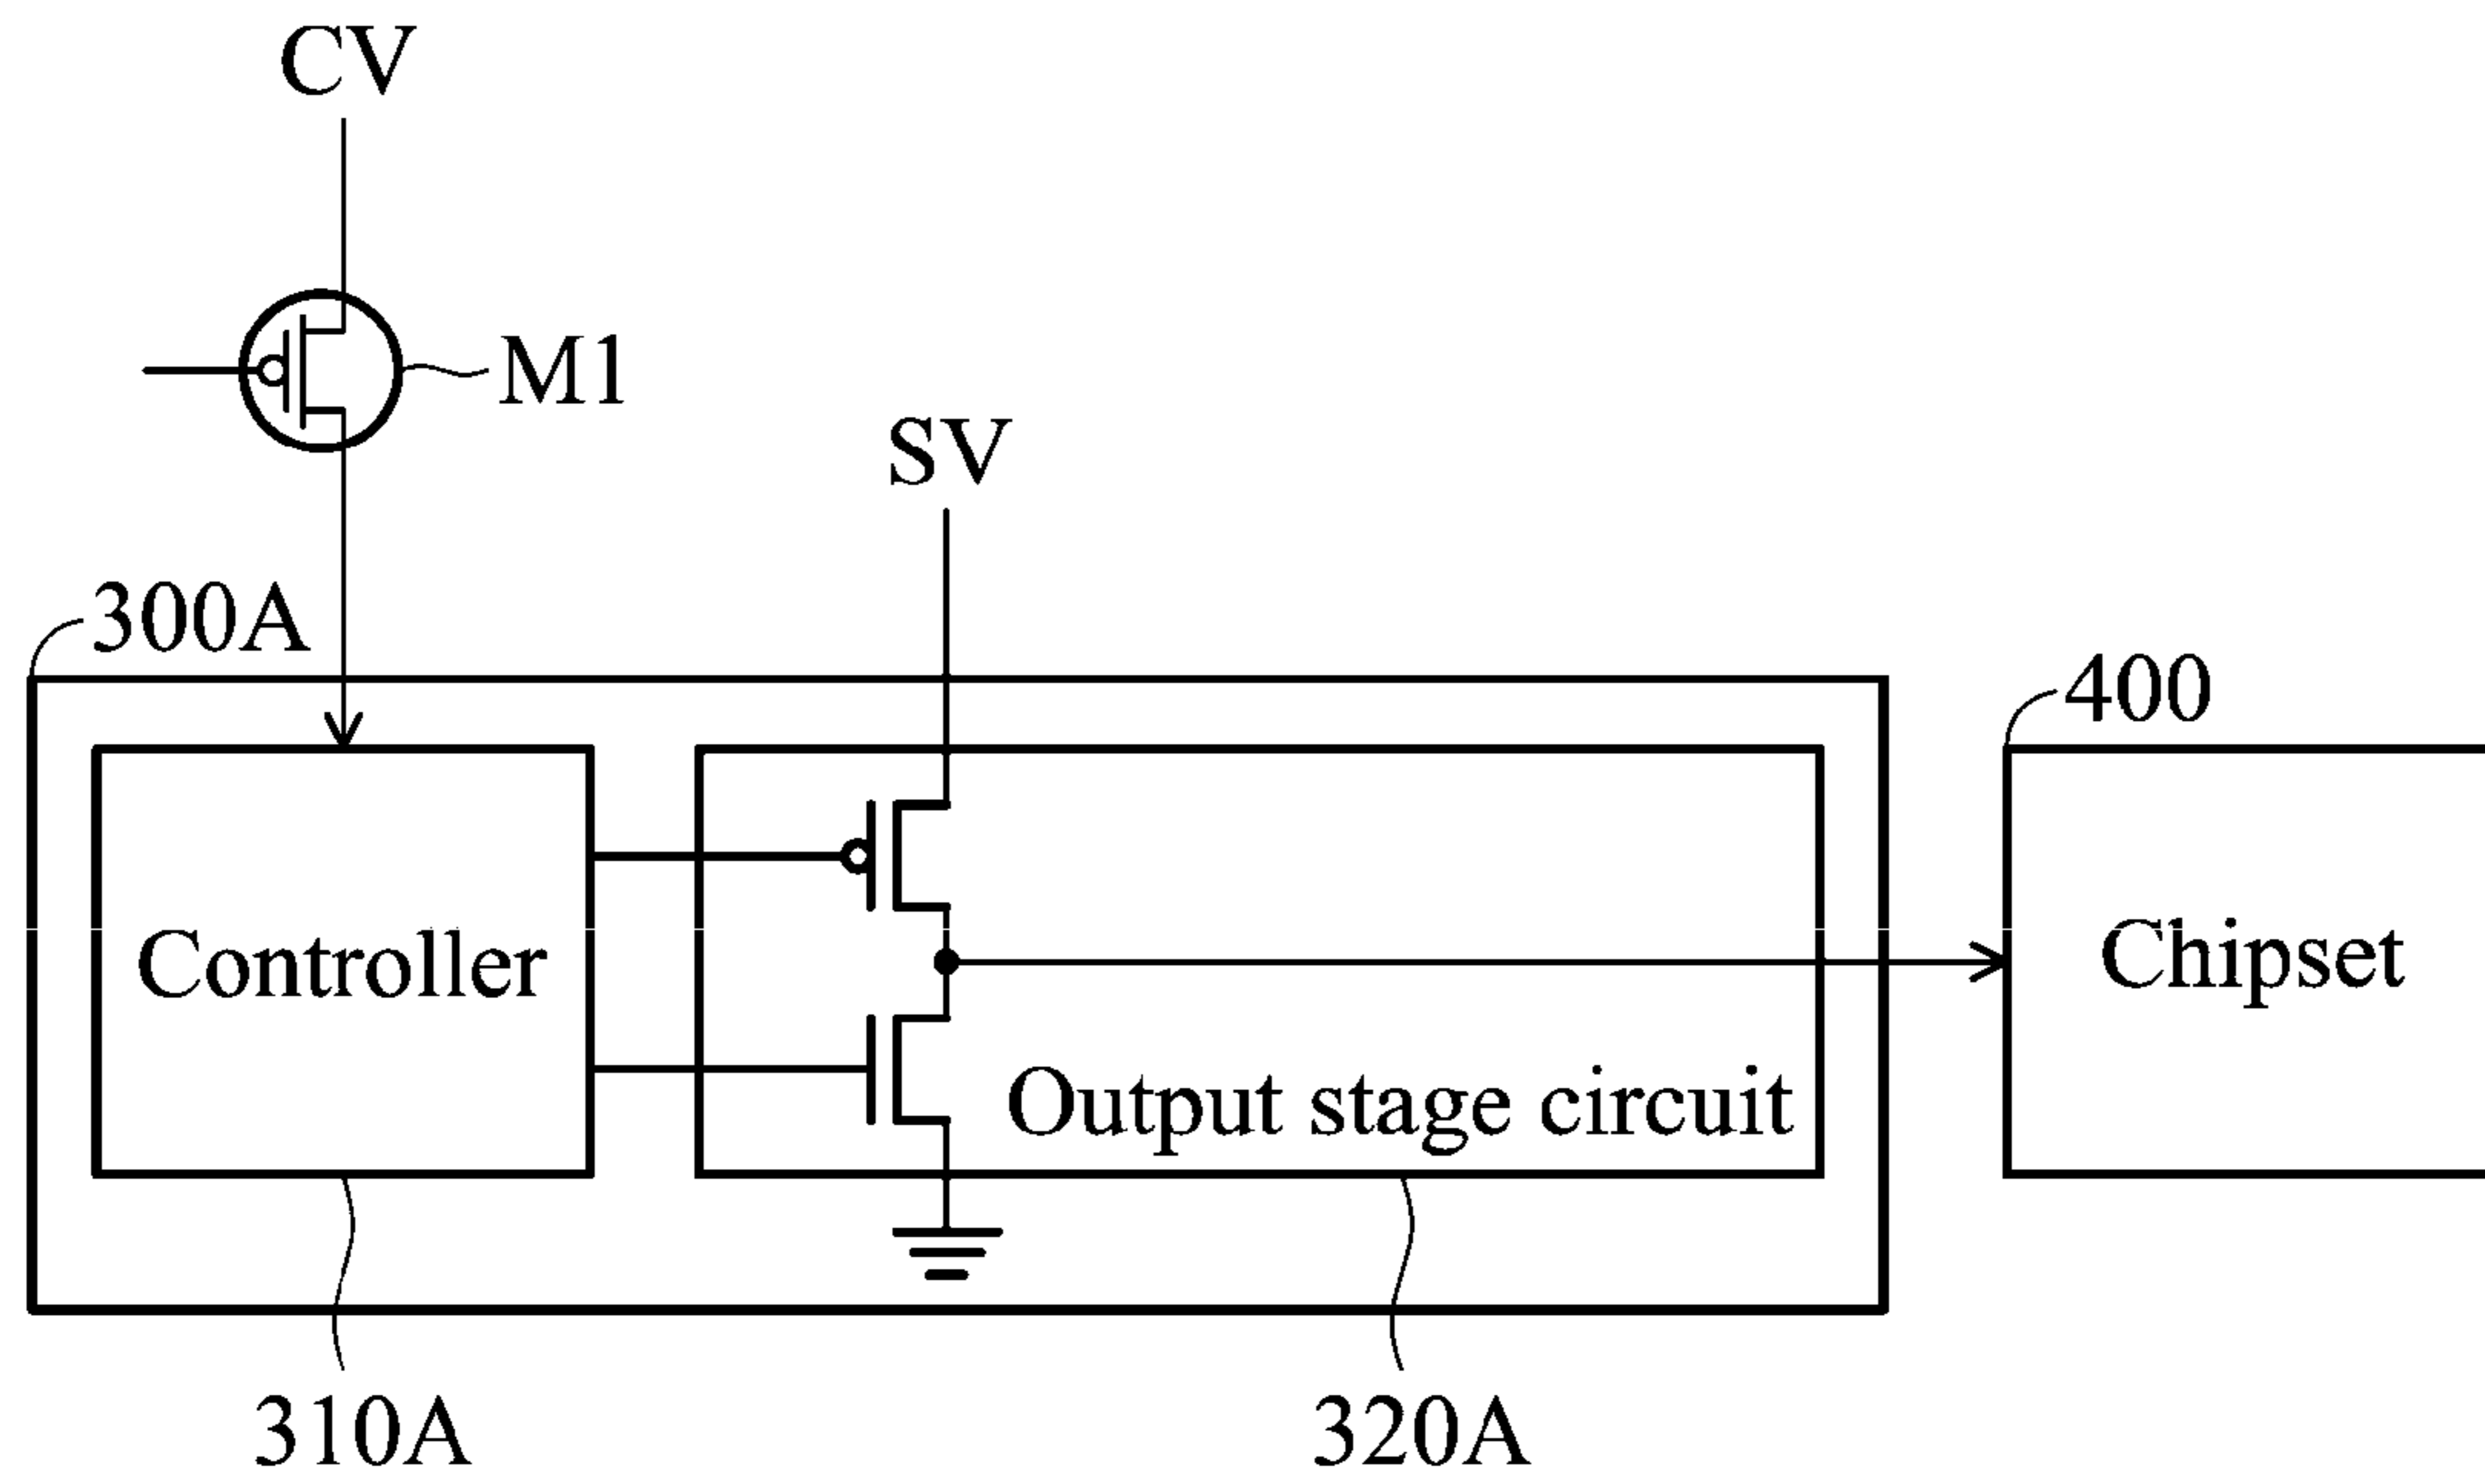 CV
M1
SV
300A
400
Controller
Chipset
Output stage circuit
310A
320A